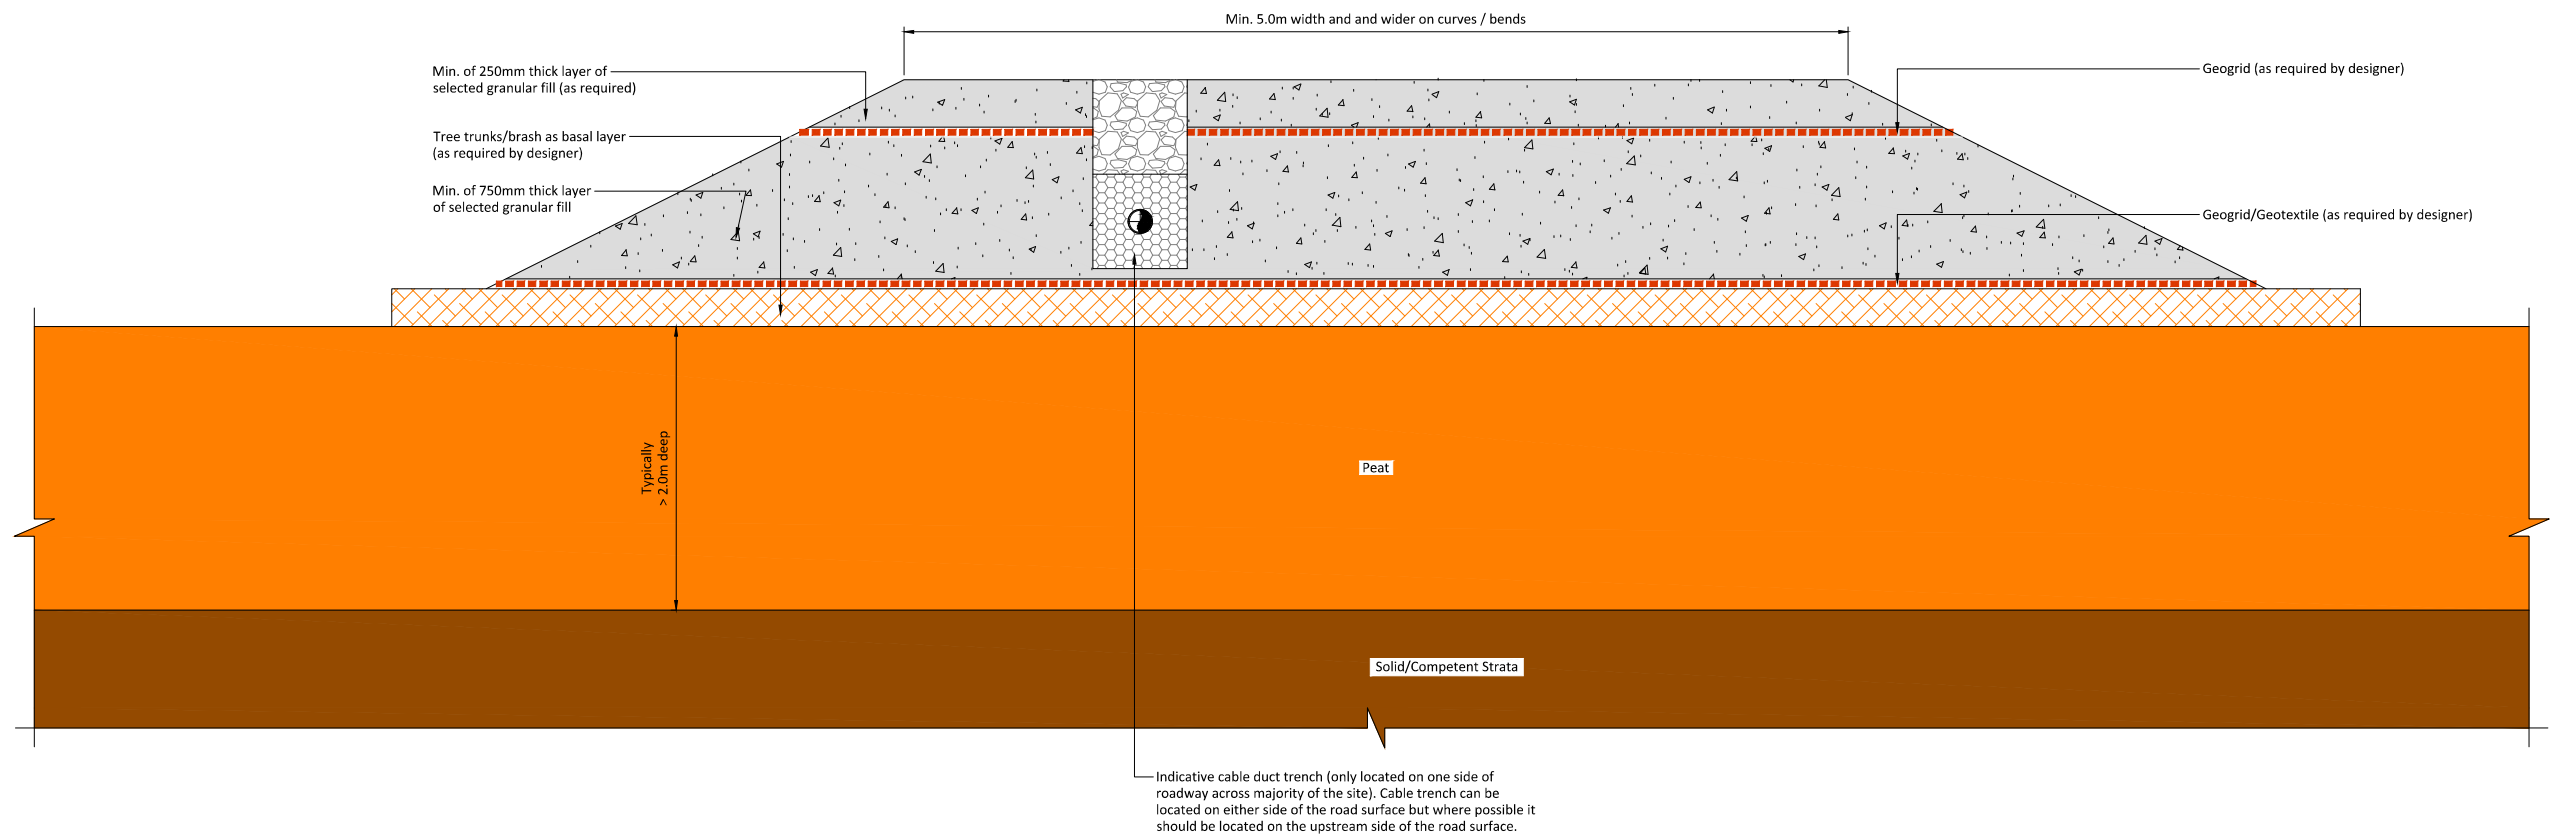 Min. 5.0m width and and wider on curves / bends
Min. of 250mm thick layer of
selected granular fill (as required)
Geogrid (as required by designer)
Tree trunks/brash as basal layer
(as required by designer)
Min. of 750mm thick layer
of selected granular fill
Geogrid/Geotextile (as required by designer)
Typically
> 2.0m deep
Peat
Solid/Competent Strata
Indicative cable duct trench (only located on one side of
roadway across majority of the site). Cable trench can be
located on either side of the road surface but where possible it
should be located on the upstream side of the road surface.